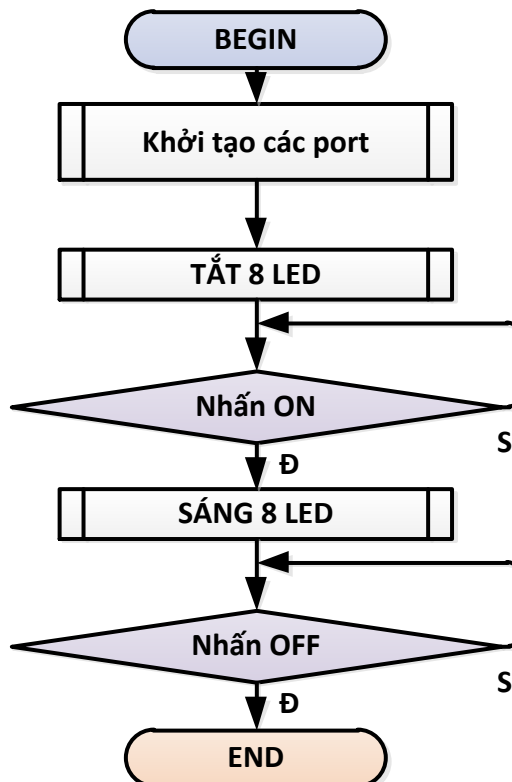 BEGIN
Khởi tạo các port
TẮT 8 LED
Nhấn ON
S
Đ
SÁNG 8 LED
Nhấn OFF
S
Đ
END